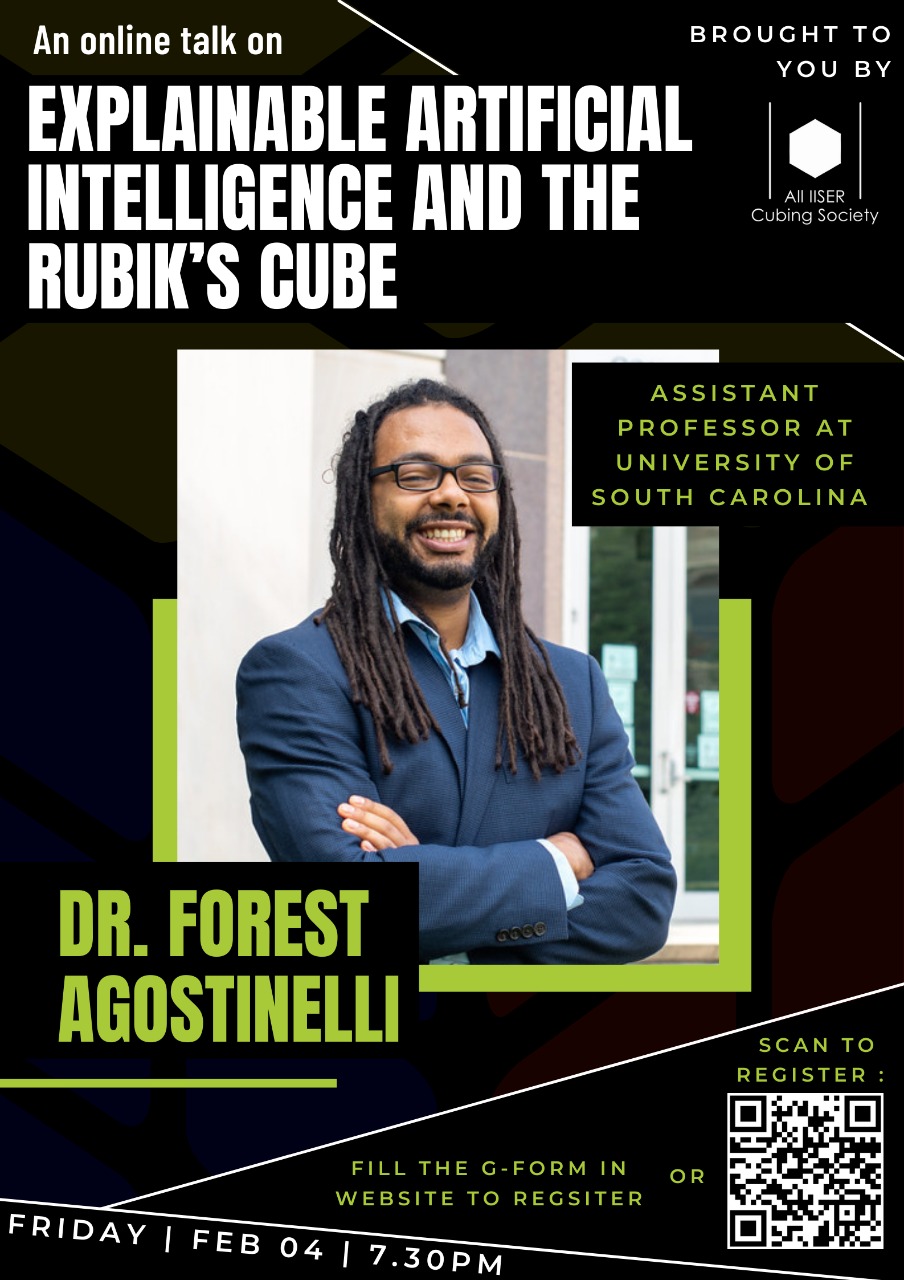 An online talk on
EXPLAINABLE ARTIFICIAL
INTELLIGENCE AND THE
RUBIK’S CUBE
BROUGHT TO
YOU BY
All IISER
Cubing Society
ASSISTANT
PROFESSOR AT
UNIVERSITY OF
SOUTH CAROLINA
DR. FOREST
AGOSTINELLI
SCAN TO
REGISTER :
FILL THE G-FORM IN
WEBSITE TO REGSITER
OR
FRIDAY | FEB 04 | 7.30PM